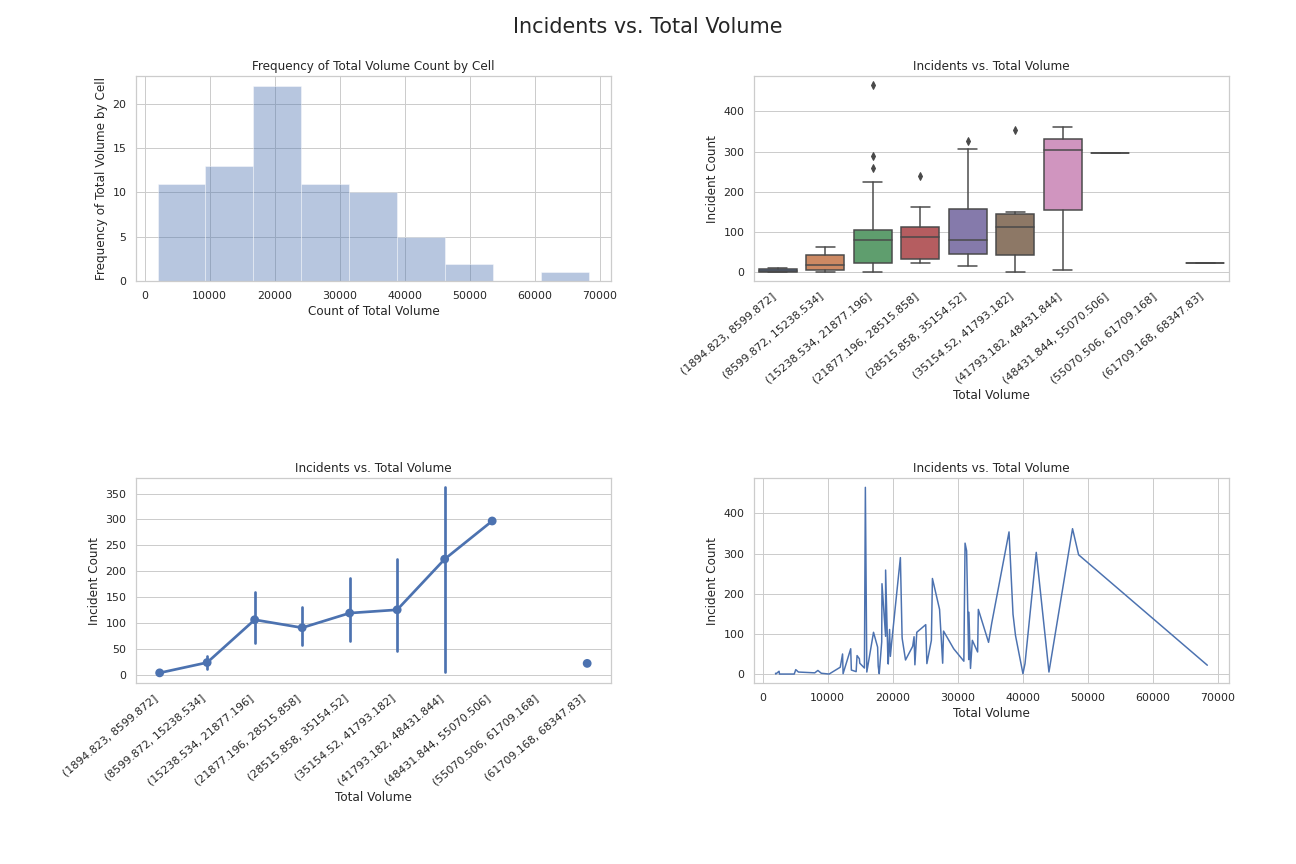 Incidents vs. Total Volume
Frequency of Total Volume Count by Cell
Frequency of Total Volume by Cell
20
15
10
5
0
0 10000 20000 30000 40000 50000 60000 70000
Count of Total Volume
Incidents vs. Total Volume
Incident Count
400
300
200
100
0
(1894.823, 8599.872]
(8599.872, 15238.534]
(15238.534, 21877.196]
(21877.196, 28515.858]
(28515.858, 35154.52]
(35154.52, 41793.182]
(41793.182, 48431.844]
(48431.844, 55070.506]
(55070.506, 61709.168]
(61709.168, 68347.83]
Total Volume
Incidents vs. Total Volume
Incident Count
350
300
250
200
150
100
50
0
(1894.823, 8599.872]
(8599.872, 15238.534]
(15238.534, 21877.196]
(21877.196, 28515.858]
(28515.858, 35154.52]
(35154.52, 41793.182]
(41793.182, 48431.844]
(48431.844, 55070.506]
(55070.506, 61709.168]
(61709.168, 68347.83]
Total Volume
Incidents vs. Total Volume
Incident Count
400
300
200
100
0
0 10000 20000 30000 40000 50000 60000 70000
Total Volume